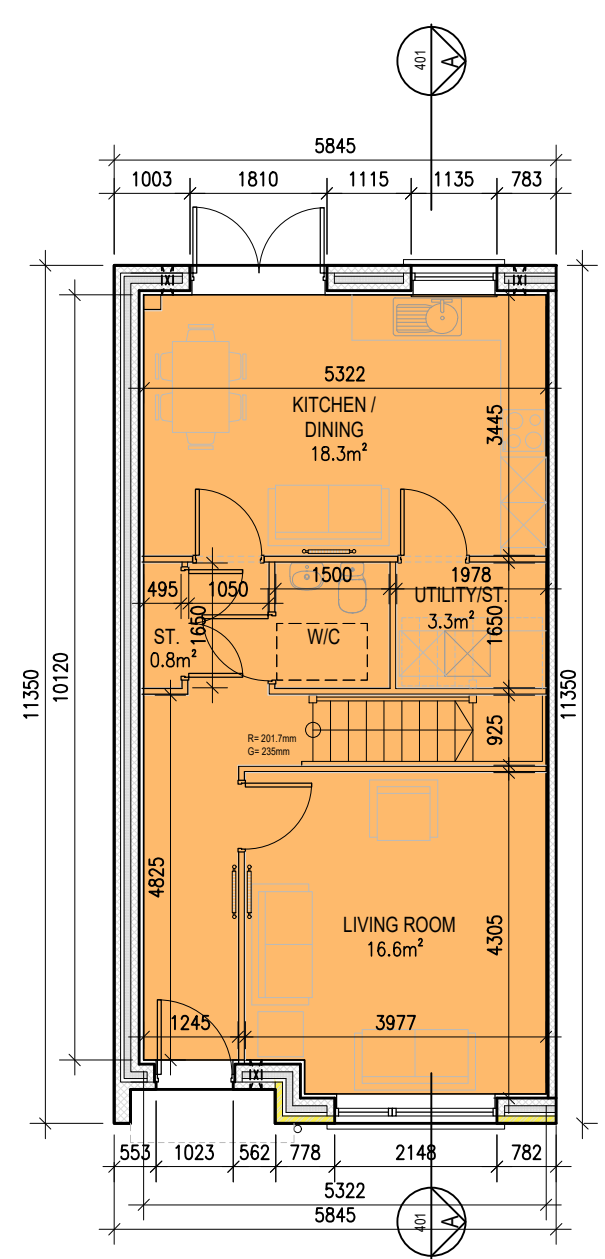 401
A
5845
1003
1810
1115
1135
783
5322
KITCHEN /
DINING
18.3m²
3445
495
1050
1500
1978
UTILITY/ST.
3.3m²
1650
1650
ST.
0.8m²
W/C
11350
10120
11350
R= 201.7mm
G= 235mm
925
4825
LIVING ROOM
16.6m²
4305
1245
3977
553
1023
562
778
2148
782
5322
5845
401
A